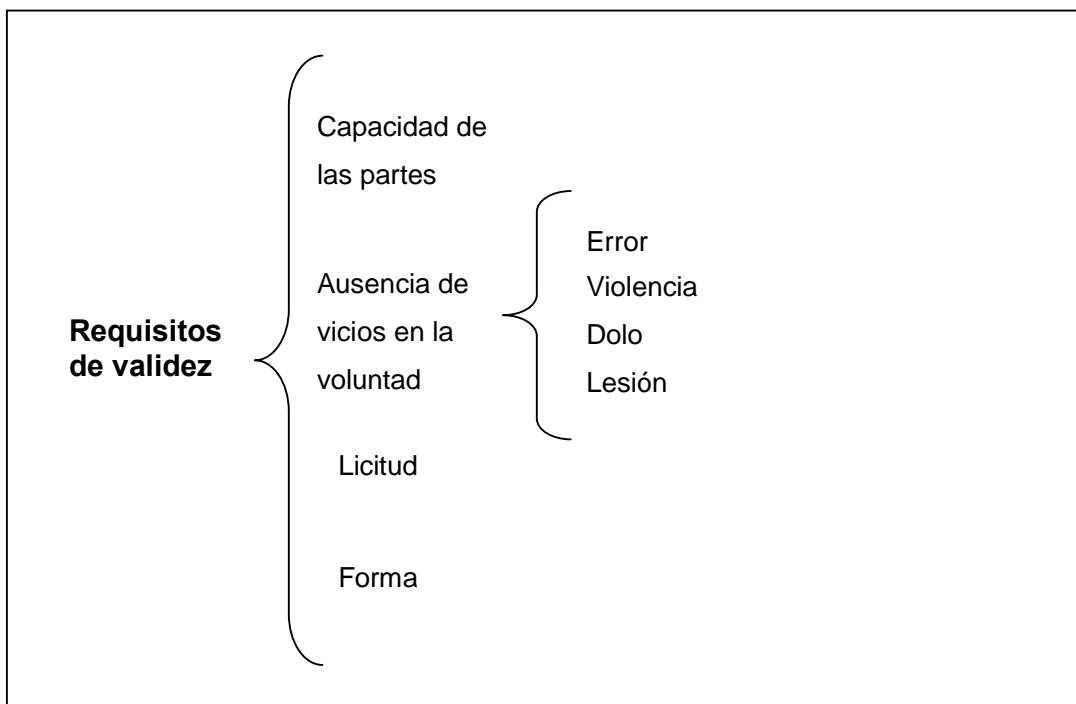 Requisitos
de validez
Capacidad de
las partes
Ausencia de
vicios en la
voluntad
Error
Violencia
Dolo
Lesión
Licitud
Forma